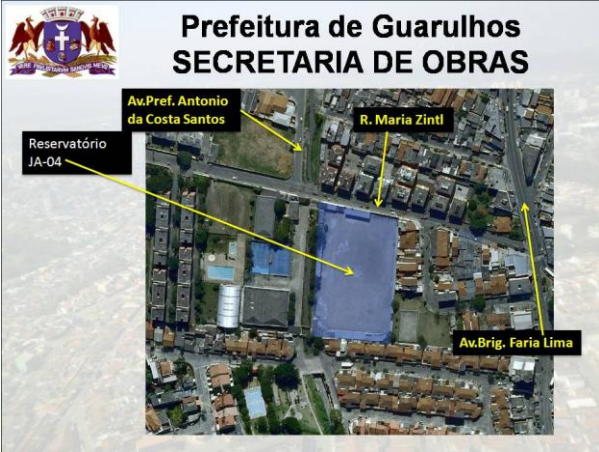 Prefeitura de Guarulhos
SECRETARIA DE OBRAS
Av.Pref. Antonio
da Costa Santos
R. Maria Zintl
Reservatório
JA-04
Av.Brig. Faria Lima